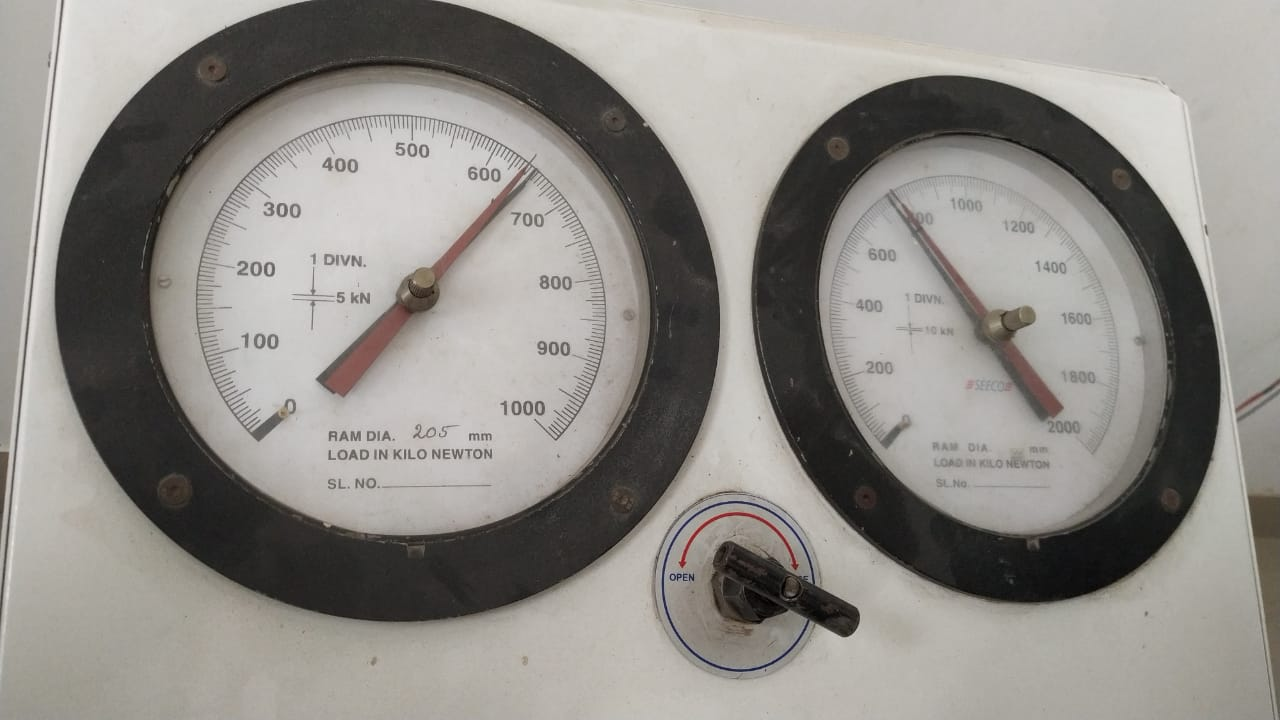 500
400
600
300
700
1 DIVN.
200
5 kN
800
100
900
0
1000
RAM DIA. 205 mm
LOAD IN KILO NEWTON
SL. NO.
1000
1200
600
1400
1 DIVN.
400
10 kN
1600
200
SEFCO
1800
0
2000
RAM DIA. mm
LOAD IN KILO NEWTON
SL.No.
OPEN